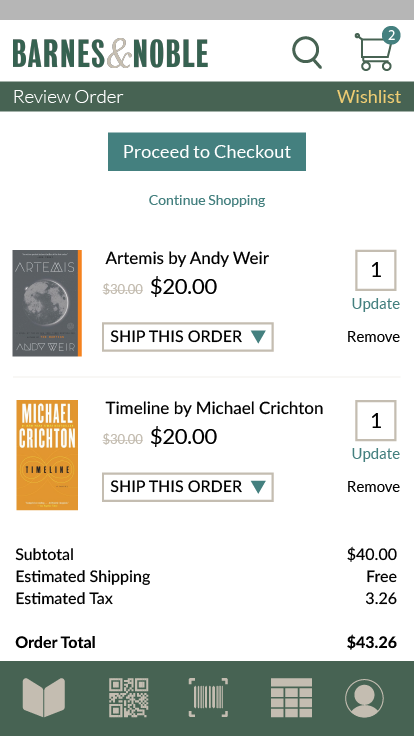 BARNES&NOBLE
2
Review Order
Wishlist
Proceed to Checkout
Continue Shopping
ARTEMIS
ANDY WEIR
Artemis by Andy Weir
$30.00 $20.00
SHIP THIS ORDER
1
Update
Remove
MICHAEL
CRICHTON
TIMELINE
Timeline by Michael Crichton
$30.00 $20.00
SHIP THIS ORDER
1
Update
Remove
Subtotal $40.00
Estimated Shipping Free
Estimated Tax 3.26
Order Total $43.26